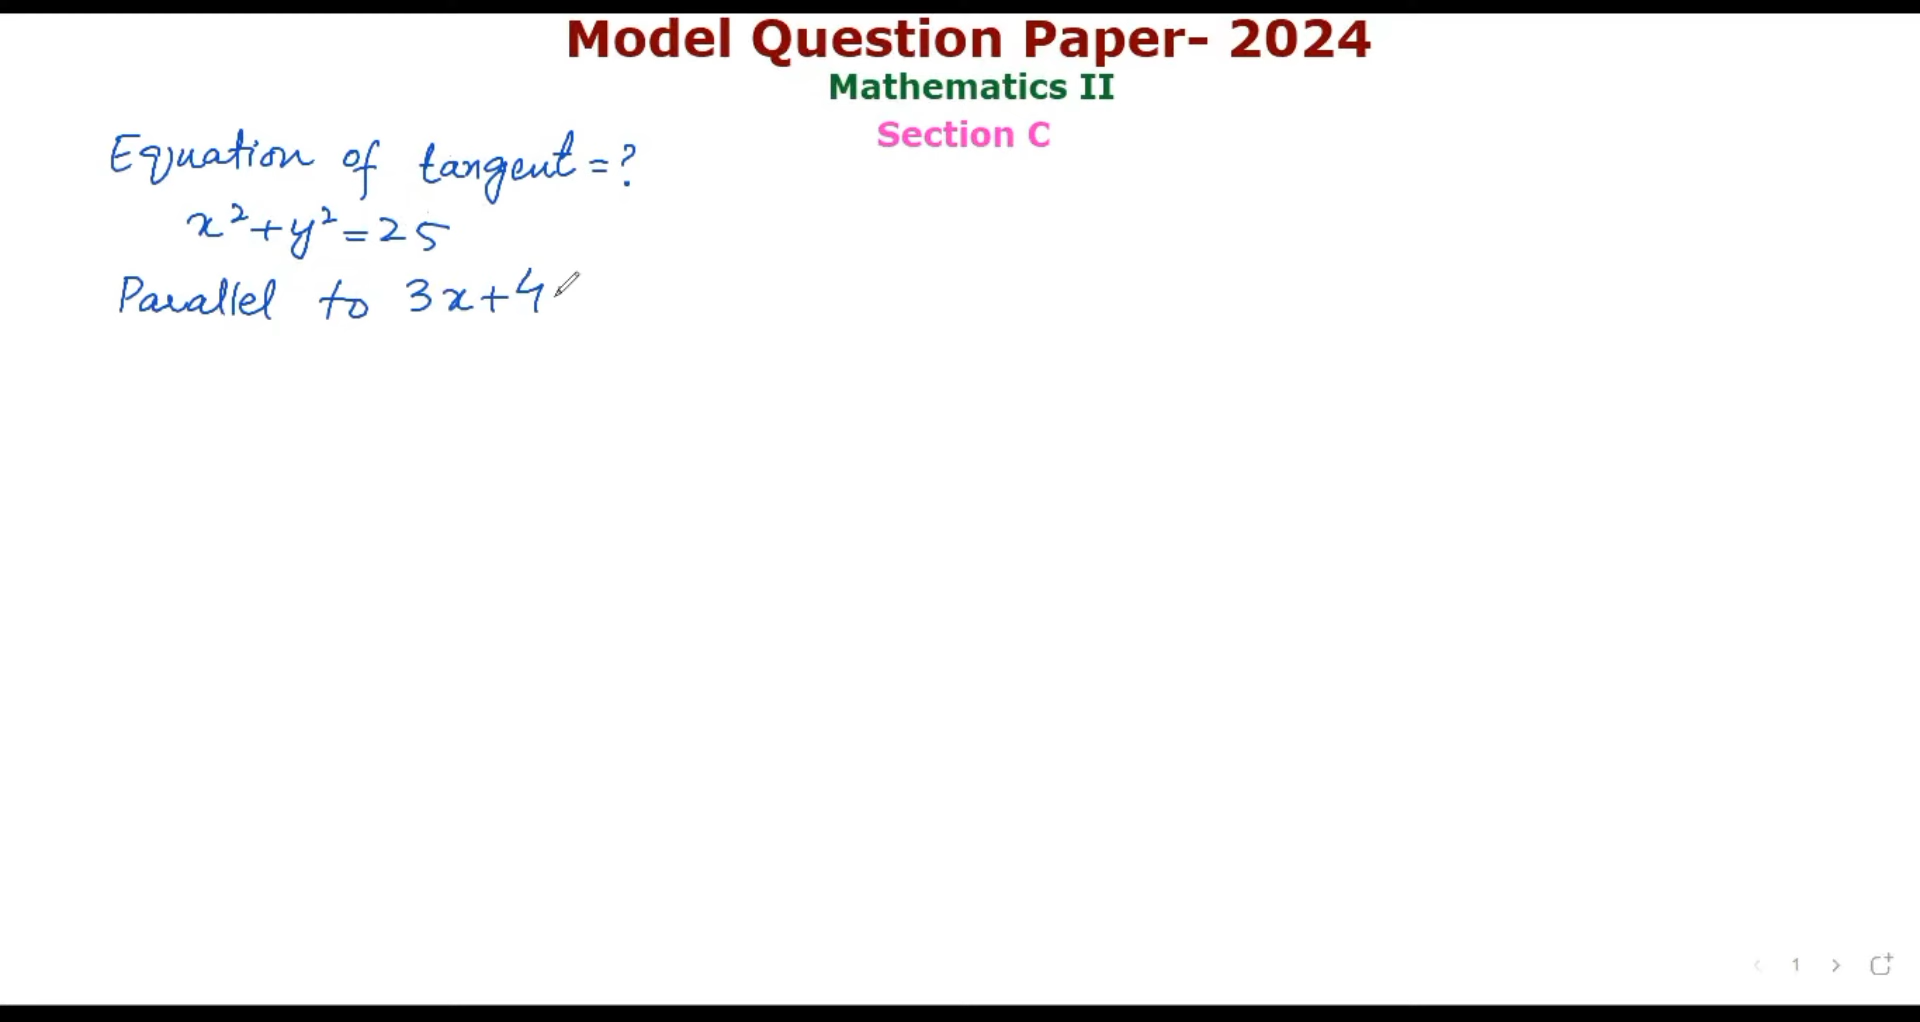 Model Question Paper- 2024
Mathematics II
Section C
Equation of tangent = ?
x² + y² = 25
Parallel to 3x + 4
1